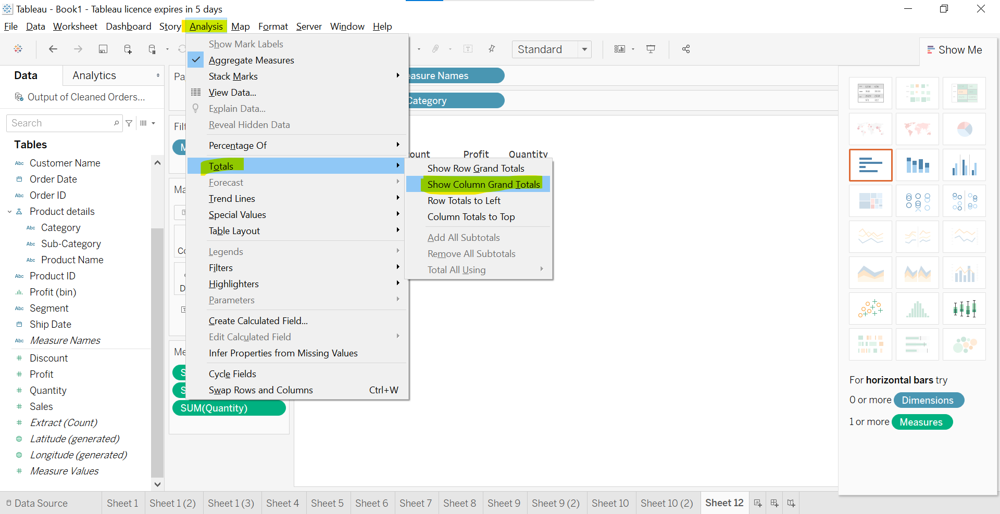 Tableau - Book1 - Tableau licence expires in 5 days
File Data Worksheet Dashboard Story Analysis Map Format Server Window Help
Standard
Show Me
Data
Analytics
Output of Cleaned Orders...
Search
Tables
Abc Customer Name
Order Date
Abc Order ID
Product details
Abc Category
Abc Sub-Category
Abc Product Name
Abc Product ID
Profit (bin)
Abc Segment
Ship Date
Abc Measure Names
# Discount
# Profit
# Quantity
# Sales
# Extract (Count)
Latitude (generated)
Longitude (generated)
# Measure Values
Pa
Filt
M
Ma
Co
D
Me
S
S
SUM(Quantity)
Show Mark Labels
Aggregate Measures
Stack Marks
View Data...
Explain Data...
Reveal Hidden Data
Percentage Of
Totals
Forecast
Trend Lines
Special Values
Table Layout
Legends
Filters
Highlighters
Parameters
Create Calculated Field...
Edit Calculated Field
Infer Properties from Missing Values
Cycle Fields
Swap Rows and Columns Ctrl+W
easure Names
Category
ount Profit Quantity
Show Row Grand Totals
Show Column Grand Totals
Row Totals to Left
Column Totals to Top
Add All Subtotals
Remove All Subtotals
Total All Using
For horizontal bars try
0 or more Dimensions
1 or more Measures
Data Source Sheet 1 Sheet 1 (2) Sheet 1 (3) Sheet 4 Sheet 5 Sheet 6 Sheet 7 Sheet 8 Sheet 9 Sheet 9 (2) Sheet 10 Sheet 10 (2) Sheet 12